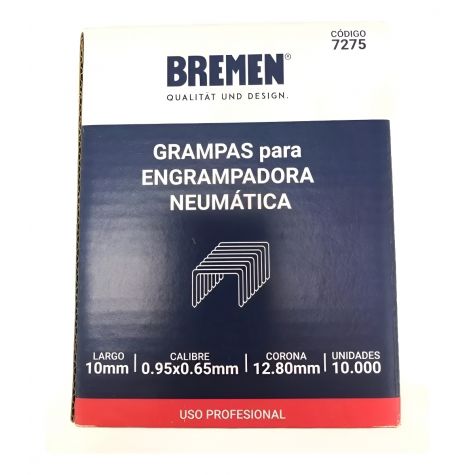 CÓDIGO
7275
BREMEN®
QUALITÄT UND DESIGN.
GRAMPAS para
ENGRAMPADORA
NEUMÁTICA
LARGO
10mm
CALIBRE
0.95x0.65mm
CORONA
12.80mm
UNIDADES
10.000
USO PROFESIONAL